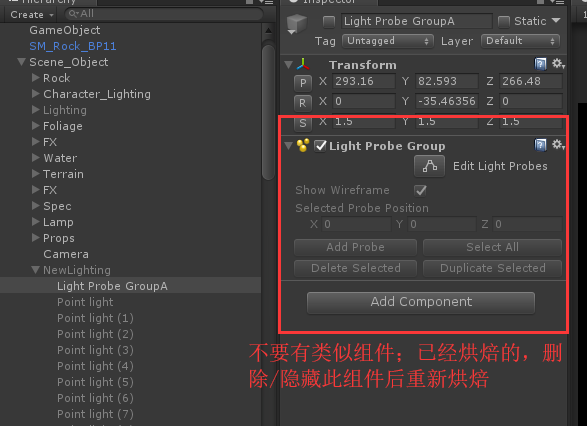 Hierarchy
Inspector
Create
All
GameObject
SM_Rock_BP11
Scene_Object
Rock
Character_Lighting
Lighting
Foliage
FX
Water
Terrain
FX
Spec
Lamp
Props
Camera
NewLighting
Light Probe GroupA
Point light
Point light (1)
Point light (2)
Point light (3)
Point light (4)
Point light (5)
Point light (6)
Point light (7)
Light Probe GroupA Static
Tag Untagged Layer Default
Transform
P X 293.16 Y 82.593 Z 266.48
R X 0 Y -35.46356 Z 0
S X 1.5 Y 1.5 Z 1.5
Light Probe Group
Edit Light Probes
Show Wireframe
Selected Probe Position
X 0 Y 0 Z 0
Add Probe Select All
Delete Selected Duplicate Selected
Add Component
不要有类似组件；已经烘焙的，删
除/隐藏此组件后重新烘焙